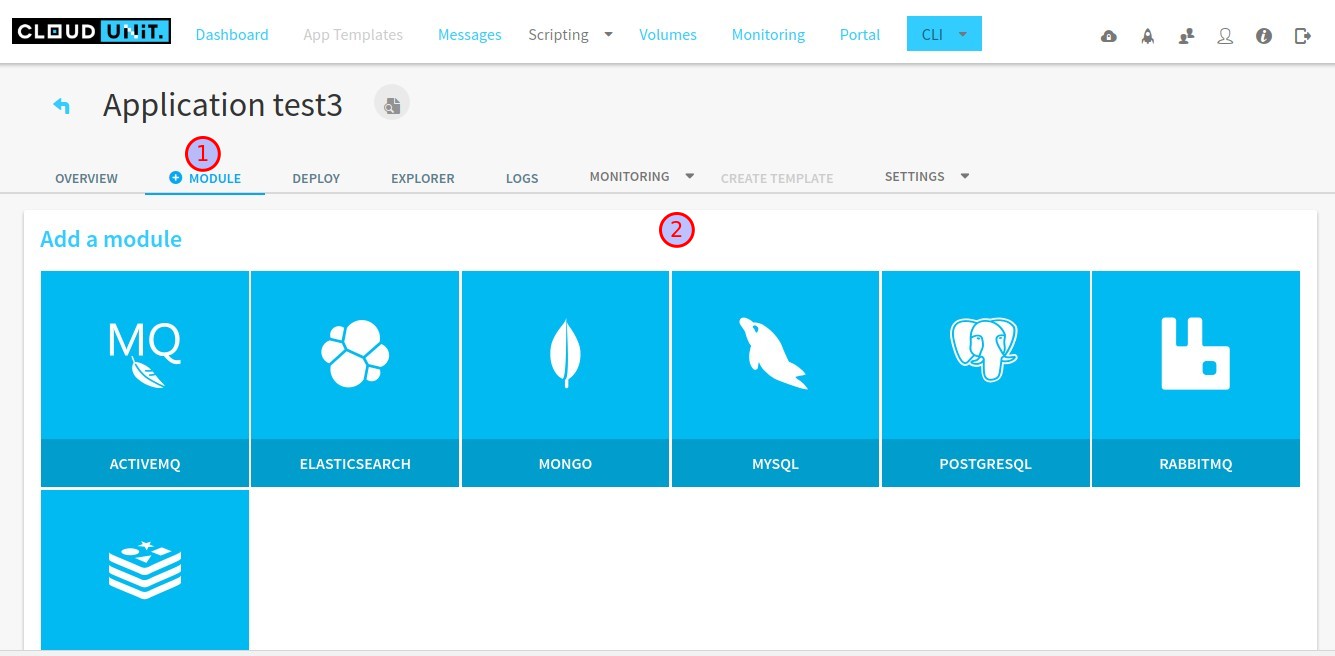 CLOUD UNIT.
Dashboard App Templates Messages Scripting Volumes Monitoring Portal CLI
Application test3
1
OVERVIEW MODULE DEPLOY EXPLORER LOGS MONITORING CREATE TEMPLATE SETTINGS
2
Add a module
MQ
ACTIVEMQ ELASTICSEARCH MONGO MYSQL POSTGRESQL RABBITMQ